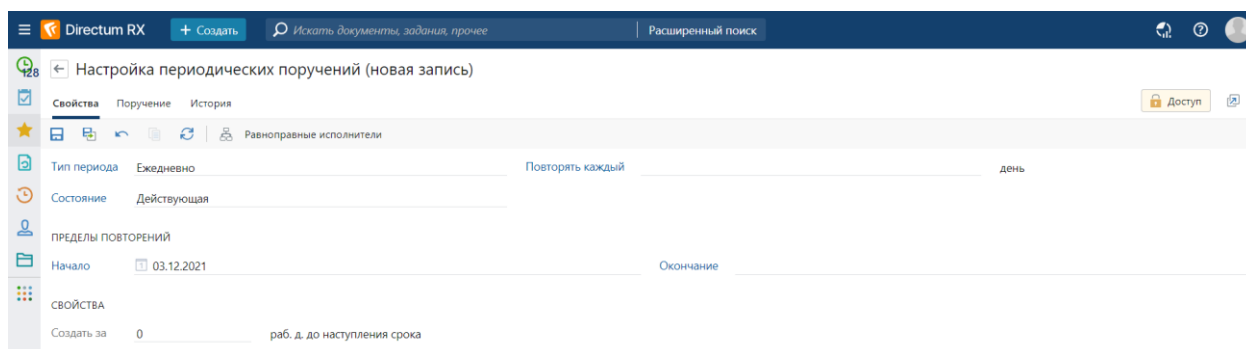 Directum RX + Создать Искать документы, задания, прочее Расширенный поиск
128 ← Настройка периодических поручений (новая запись)
Свойства Поручение История Доступ
Равноправные исполнители
Тип периода Ежедневно Повторять каждый день
Состояние Действующая
ПРЕДЕЛЫ ПОВТОРЕНИЙ
Начало 03.12.2021 Окончание
СВОЙСТВА
Создать за 0 раб. д. до наступления срока